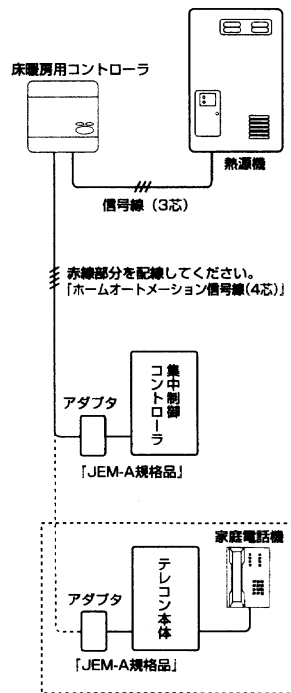 床暖房用コントローラ
熱源機
信号線（3芯）
赤線部分を配線してください。
『ホームオートメーション信号線(4芯)』
集中制御
コントローラ
アダプタ
『JEM-A規格品』
家庭電話機
テレコン本体
アダプタ
『JEM-A規格品』